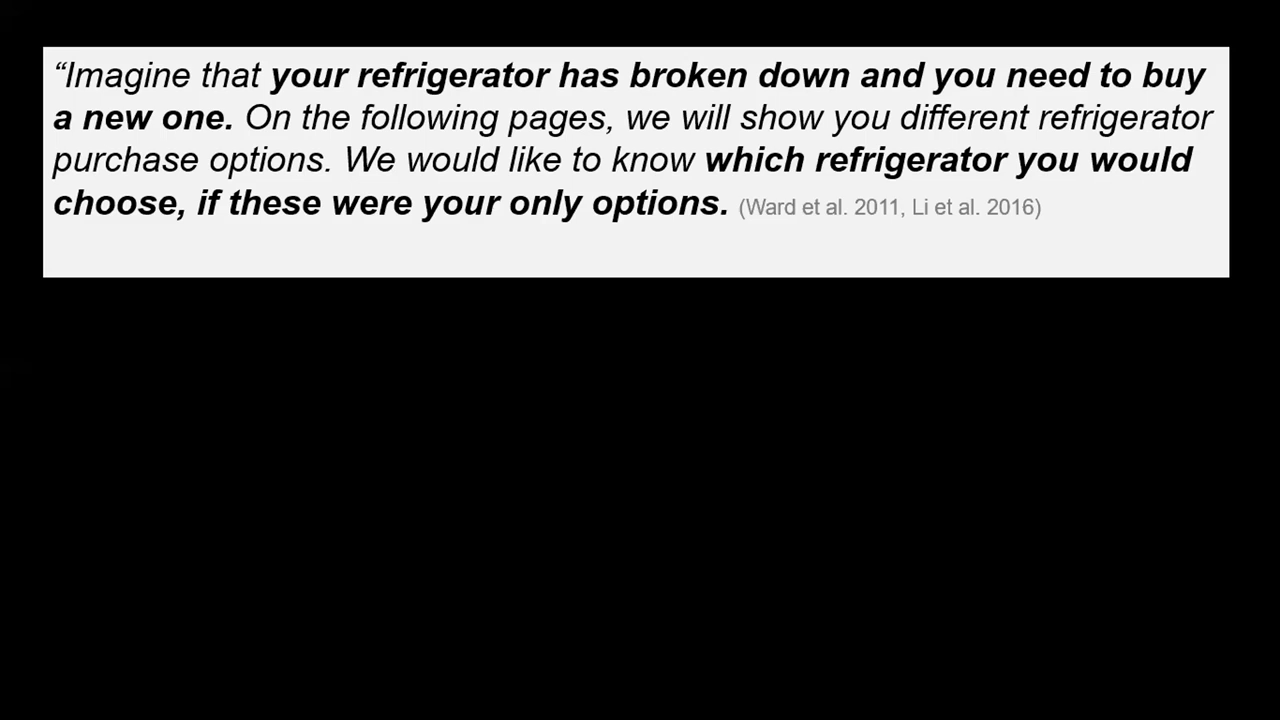 “Imagine that your refrigerator has broken down and you need to buy
a new one. On the following pages, we will show you different refrigerator
purchase options. We would like to know which refrigerator you would
choose, if these were your only options. (Ward et al. 2011, Li et al. 2016)